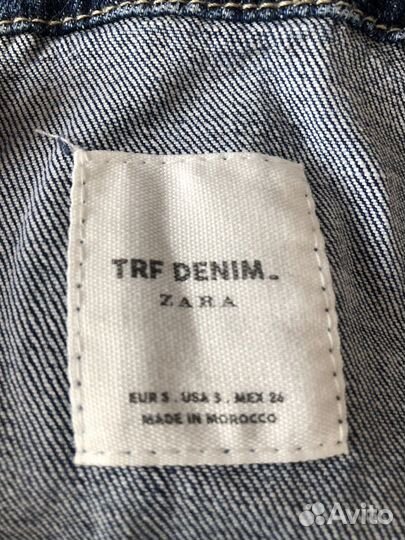 TRF DENIM.
ZARA
EUR S . USA S . MEX 26
MADE IN MOROCCO
Avito